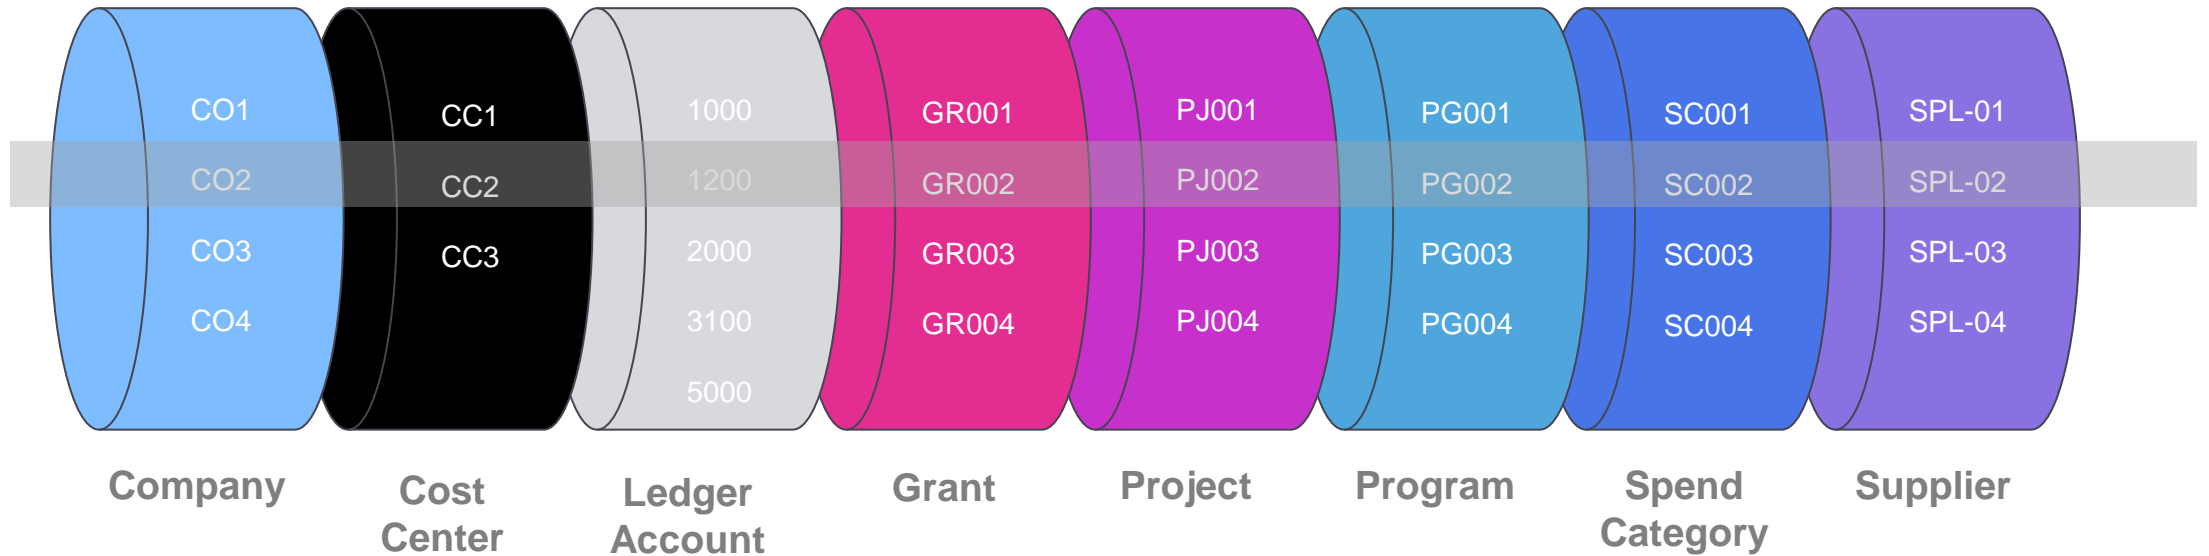 CO1
CO2
CO3
CO4
CC1
CC2
CC3
1000
1200
2000
3100
5000
GR001
GR002
GR003
GR004
PJ001
PJ002
PJ003
PJ004
PG001
PG002
PG003
PG004
SC001
SC002
SC003
SC004
SPL-01
SPL-02
SPL-03
SPL-04
Company
Cost
Center
Ledger
Account
Grant
Project
Program
Spend
Category
Supplier